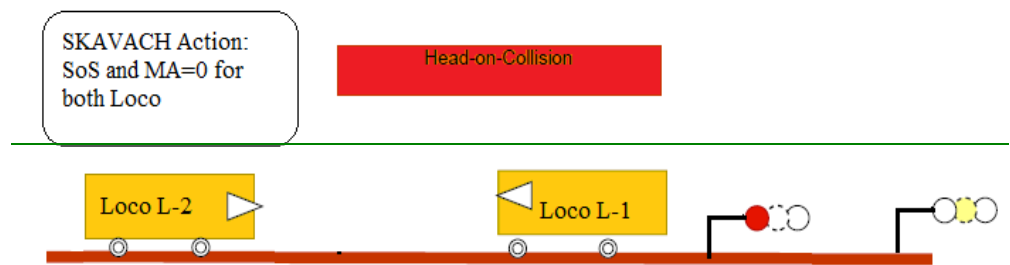 SKAVACH Action:
SoS and MA=0 for
both Loco
Head-on-Collision
Loco L-2
Loco L-1